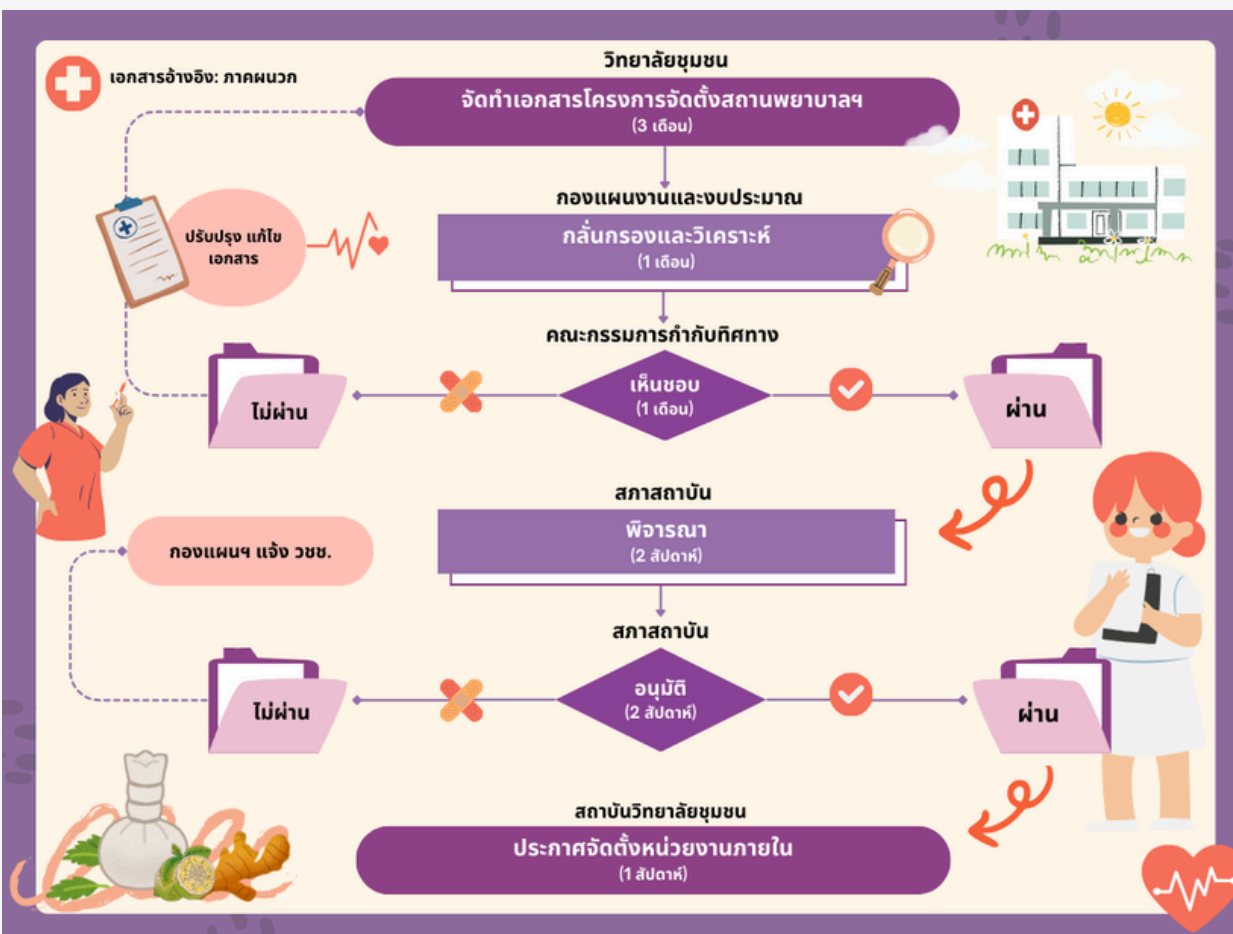 วิทยาลัยชุมชน
เอกสารอ้างอิง: ภาคผนวก
จัดทำเอกสารโครงการจัดตั้งสถานพยาบาลฯ
(3 เดือน)
กองแผนงานและงบประมาณ
กลั่นกรองและวิเคราะห์
(1 เดือน)
ปรับปรุง แก้ไข
เอกสาร
คณะกรรมการกำกับทิศทาง
เห็นชอบ
(1 เดือน)
ไม่ผ่าน
ผ่าน
สภาสถาบัน
พิจารณา
(2 สัปดาห์)
กองแผนฯ แจ้ง วชช.
สภาสถาบัน
อนุมัติ
(2 สัปดาห์)
ไม่ผ่าน
ผ่าน
สถาบันวิทยาลัยชุมชน
ประกาศจัดตั้งหน่วยงานภายใน
(1 สัปดาห์)